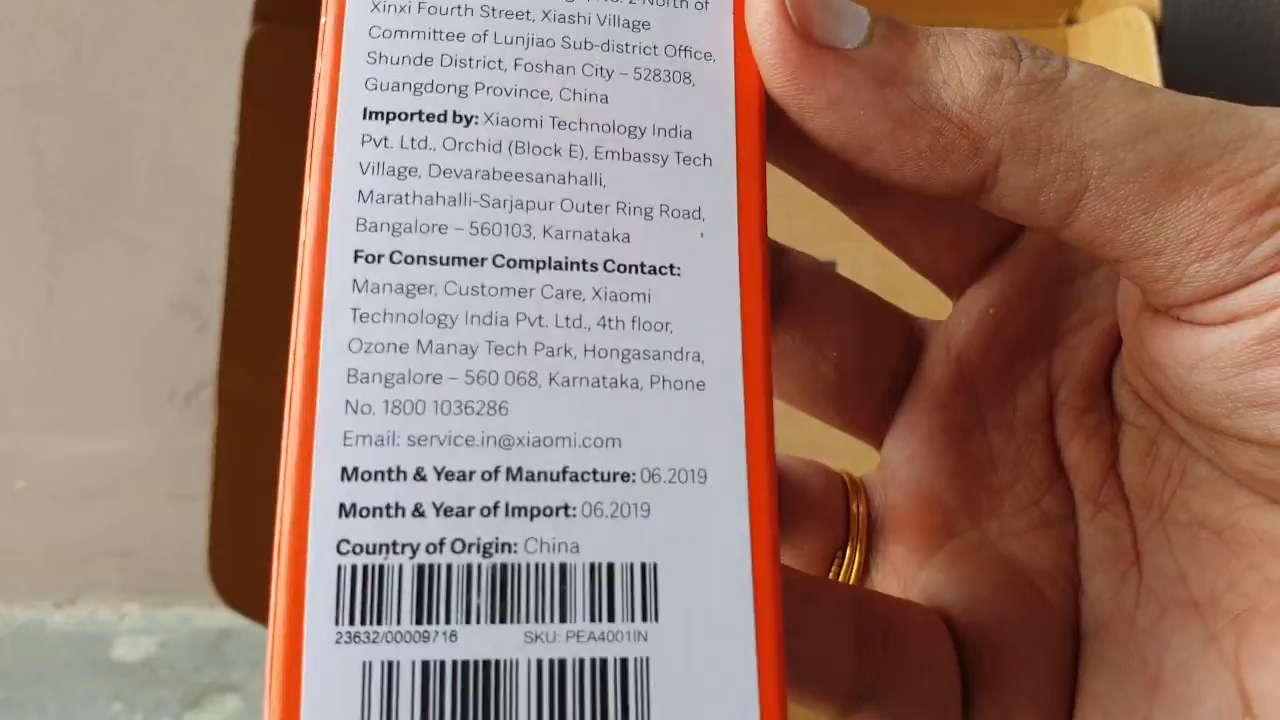 No. 2 North of
Xinxi Fourth Street, Xiashi Village
Committee of Lunjiao Sub-district Office,
Shunde District, Foshan City – 528308,
Guangdong Province, China
Imported by: Xiaomi Technology India
Pvt. Ltd., Orchid (Block E), Embassy Tech
Village, Devarabeesanahalli,
Marathahalli-Sarjapur Outer Ring Road,
Bangalore – 560103, Karnataka
For Consumer Complaints Contact:
Manager, Customer Care, Xiaomi
Technology India Pvt. Ltd., 4th floor,
Ozone Manay Tech Park, Hongasandra,
Bangalore – 560 068, Karnataka, Phone
No. 1800 1036286
Email: service.in@xiaomi.com
Month & Year of Manufacture: 06.2019
Month & Year of Import: 06.2019
Country of Origin: China
23632/00009716 SKU: PEA4001IN